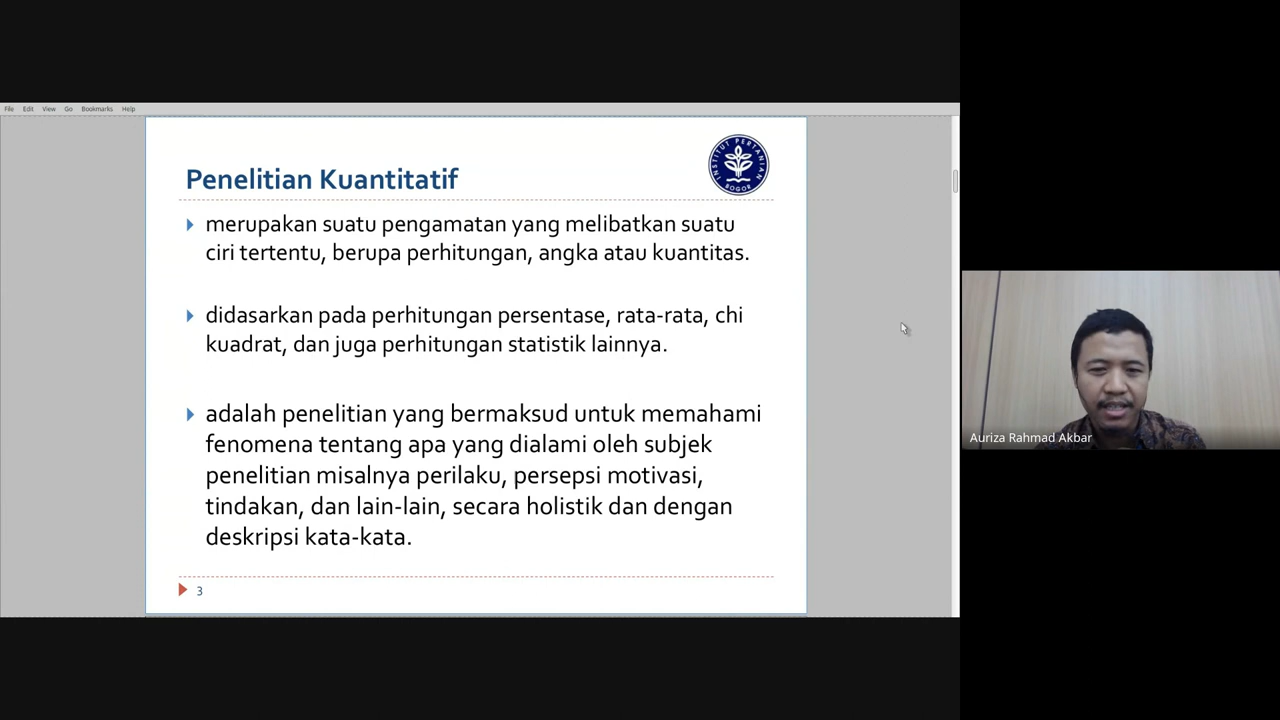 File Edit View Go Bookmarks Help
Penelitian Kuantitatif
INSTITUT PERTANIAN
BOGOR
merupakan suatu pengamatan yang melibatkan suatu
ciri tertentu, berupa perhitungan, angka atau kuantitas.
didasarkan pada perhitungan persentase, rata-rata, chi
kuadrat, dan juga perhitungan statistik lainnya.
adalah penelitian yang bermaksud untuk memahami
fenomena tentang apa yang dialami oleh subjek
penelitian misalnya perilaku, persepsi motivasi,
tindakan, dan lain-lain, secara holistik dan dengan
deskripsi kata-kata.
3
Auriza Rahmad Akbar